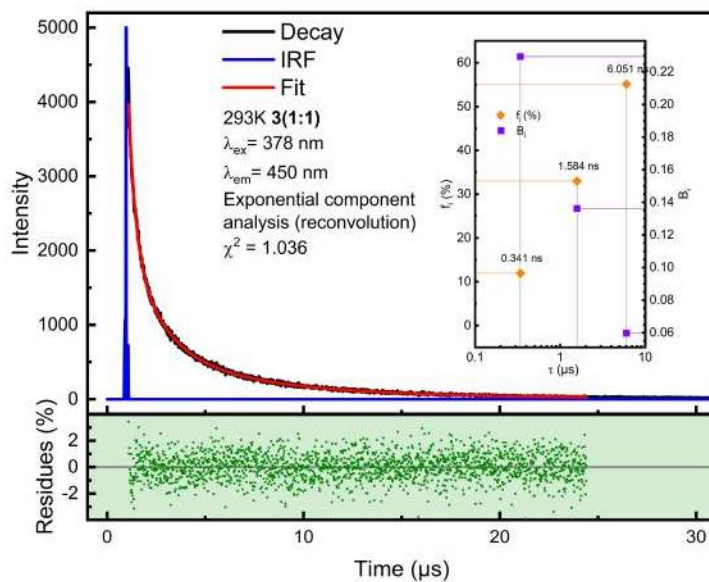 5000
4000
3000
2000
1000
0
Intensity
Decay
IRF
Fit
293K 3(1:1)
λex= 378 nm
λem= 450 nm
Exponential component
analysis (reconvolution)
χ² = 1.036
60
50
40
30
20
10
0
fi (%)
fi (%)
Bi
6.051 ns
1.584 ns
0.341 ns
0.22
0.20
0.18
0.16
0.14
0.12
0.10
0.08
0.06
Bi
0.1
1
10
τ (µs)
2
0
-2
Residues (%)
0
10
20
30
Time (µs)